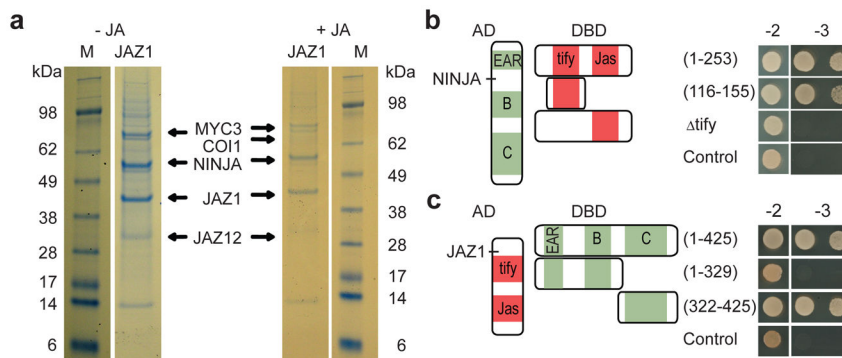 a
- JA
+ JA
M JAZ1
JAZ1 M
kDa
kDa
98
62
49
38
28
17
14
6
MYC3
COI1
NINJA
JAZ1
JAZ12
98
62
49
38
28
17
14
6
b
AD
DBD
-2 -3
EAR
B
C
NINJA
tify Jas
(1-253)
(116-155)
Δtify
Control
c
AD
DBD
-2 -3
JAZ1
tify
Jas
EAR B C
(1-425)
(1-329)
(322-425)
Control